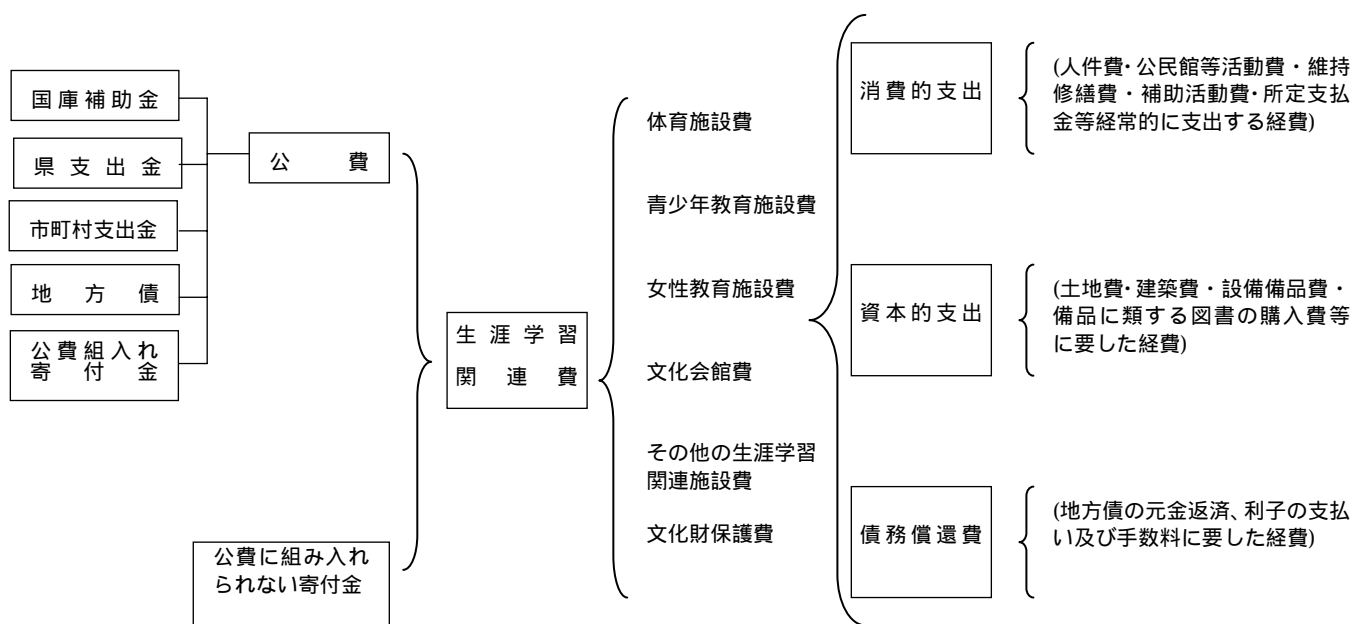 国庫補助金
県支出金
市町村支出金
地方債
公費組入れ
寄付金
公費
公費に組み入れ
られない寄付金
生涯学習
関連費
体育施設費
青少年教育施設費
女性教育施設費
文化会館費
その他の生涯学習
関連施設費
文化財保護費
消費的支出
(人件費・公民館等活動費・維持
修繕費・補助活動費・所定支払
金等経常的に支出する経費)
資本的支出
(土地費・建築費・設備備品費・
備品に類する図書の購入費等
に要した経費)
債務償還費
(地方債の元金返済、利子の支払
い及び手数料に要した経費)